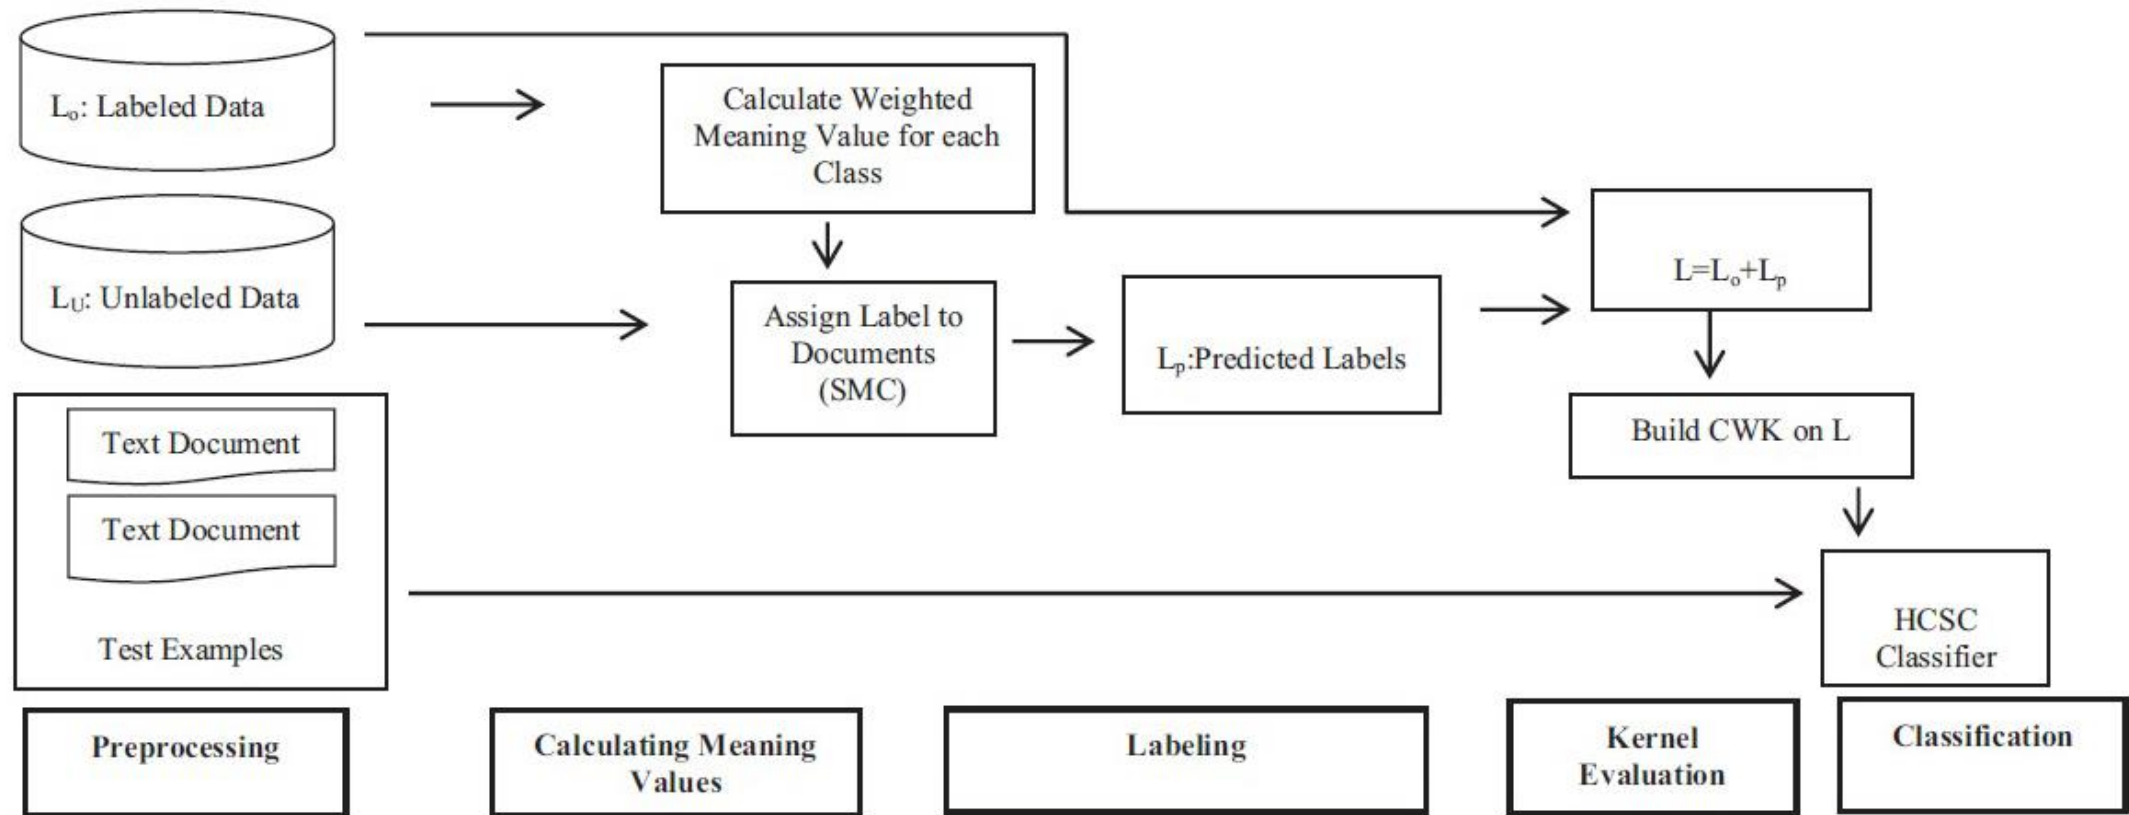 Lₒ: Labeled Data
Calculate Weighted
Meaning Value for each
Class
L=Lₒ+Lₚ
L_U: Unlabeled Data
Assign Label to
Documents
(SMC)
Lₚ:Predicted Labels
Build CWK on L
Text Document
Text Document
Test Examples
HCSC
Classifier
Preprocessing
Calculating Meaning
Values
Labeling
Kernel
Evaluation
Classification